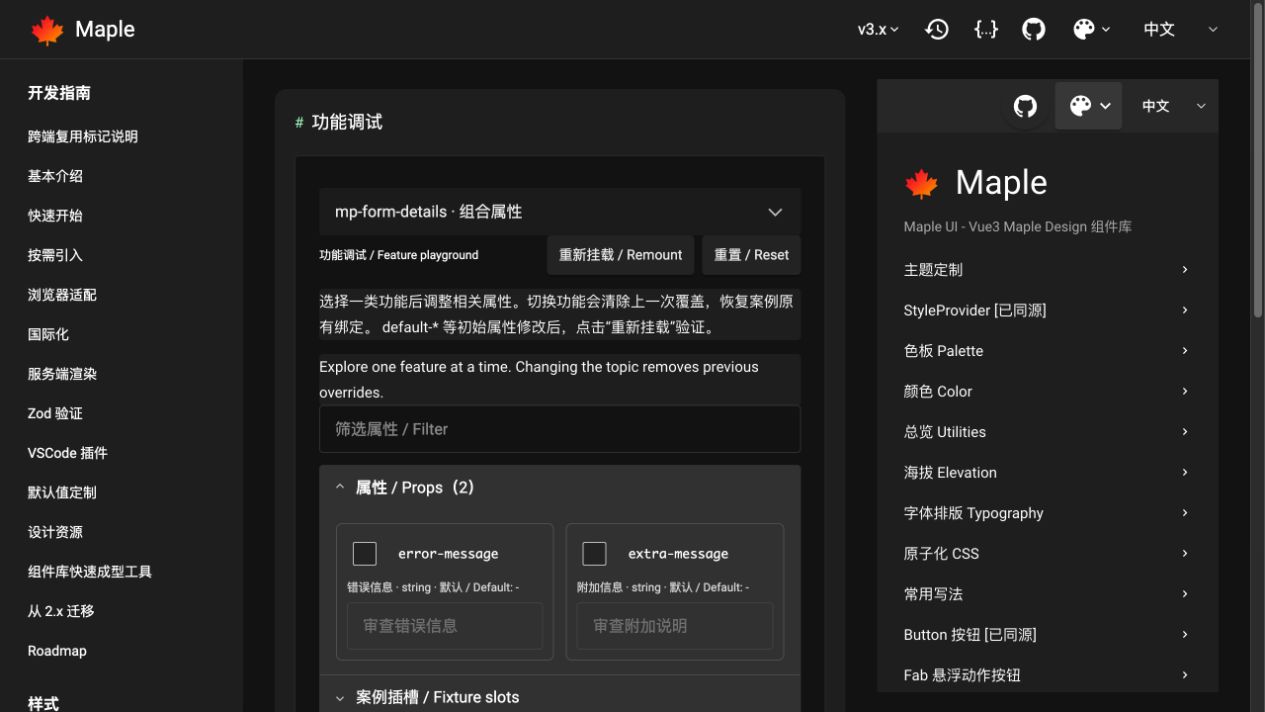 Maple
v3.x
中文
开发指南
跨端复用标记说明
基本介绍
快速开始
按需引入
浏览器适配
国际化
服务端渲染
Zod 验证
VSCode 插件
默认值定制
设计资源
组件库快速成型工具
从 2.x 迁移
Roadmap
样式
# 功能调试
mp-form-details · 组合属性
功能调试 / Feature playground
重新挂载 / Remount
重置 / Reset
选择一类功能后调整相关属性。切换功能会清除上一次覆盖，恢复案例原
有绑定。 default-* 等初始属性修改后，点击“重新挂载”验证。
Explore one feature at a time. Changing the topic removes previous
overrides.
筛选属性 / Filter
属性 / Props（2）
error-message
错误信息 · string · 默认 / Default: -
审查错误信息
extra-message
附加信息 · string · 默认 / Default: -
审查附加说明
案例插槽 / Fixture slots
中文
Maple
Maple UI - Vue3 Maple Design 组件库
主题定制
StyleProvider [已同源]
色板 Palette
颜色 Color
总览 Utilities
海拔 Elevation
字体排版 Typography
原子化 CSS
常用写法
Button 按钮 [已同源]
Fab 悬浮动作按钮